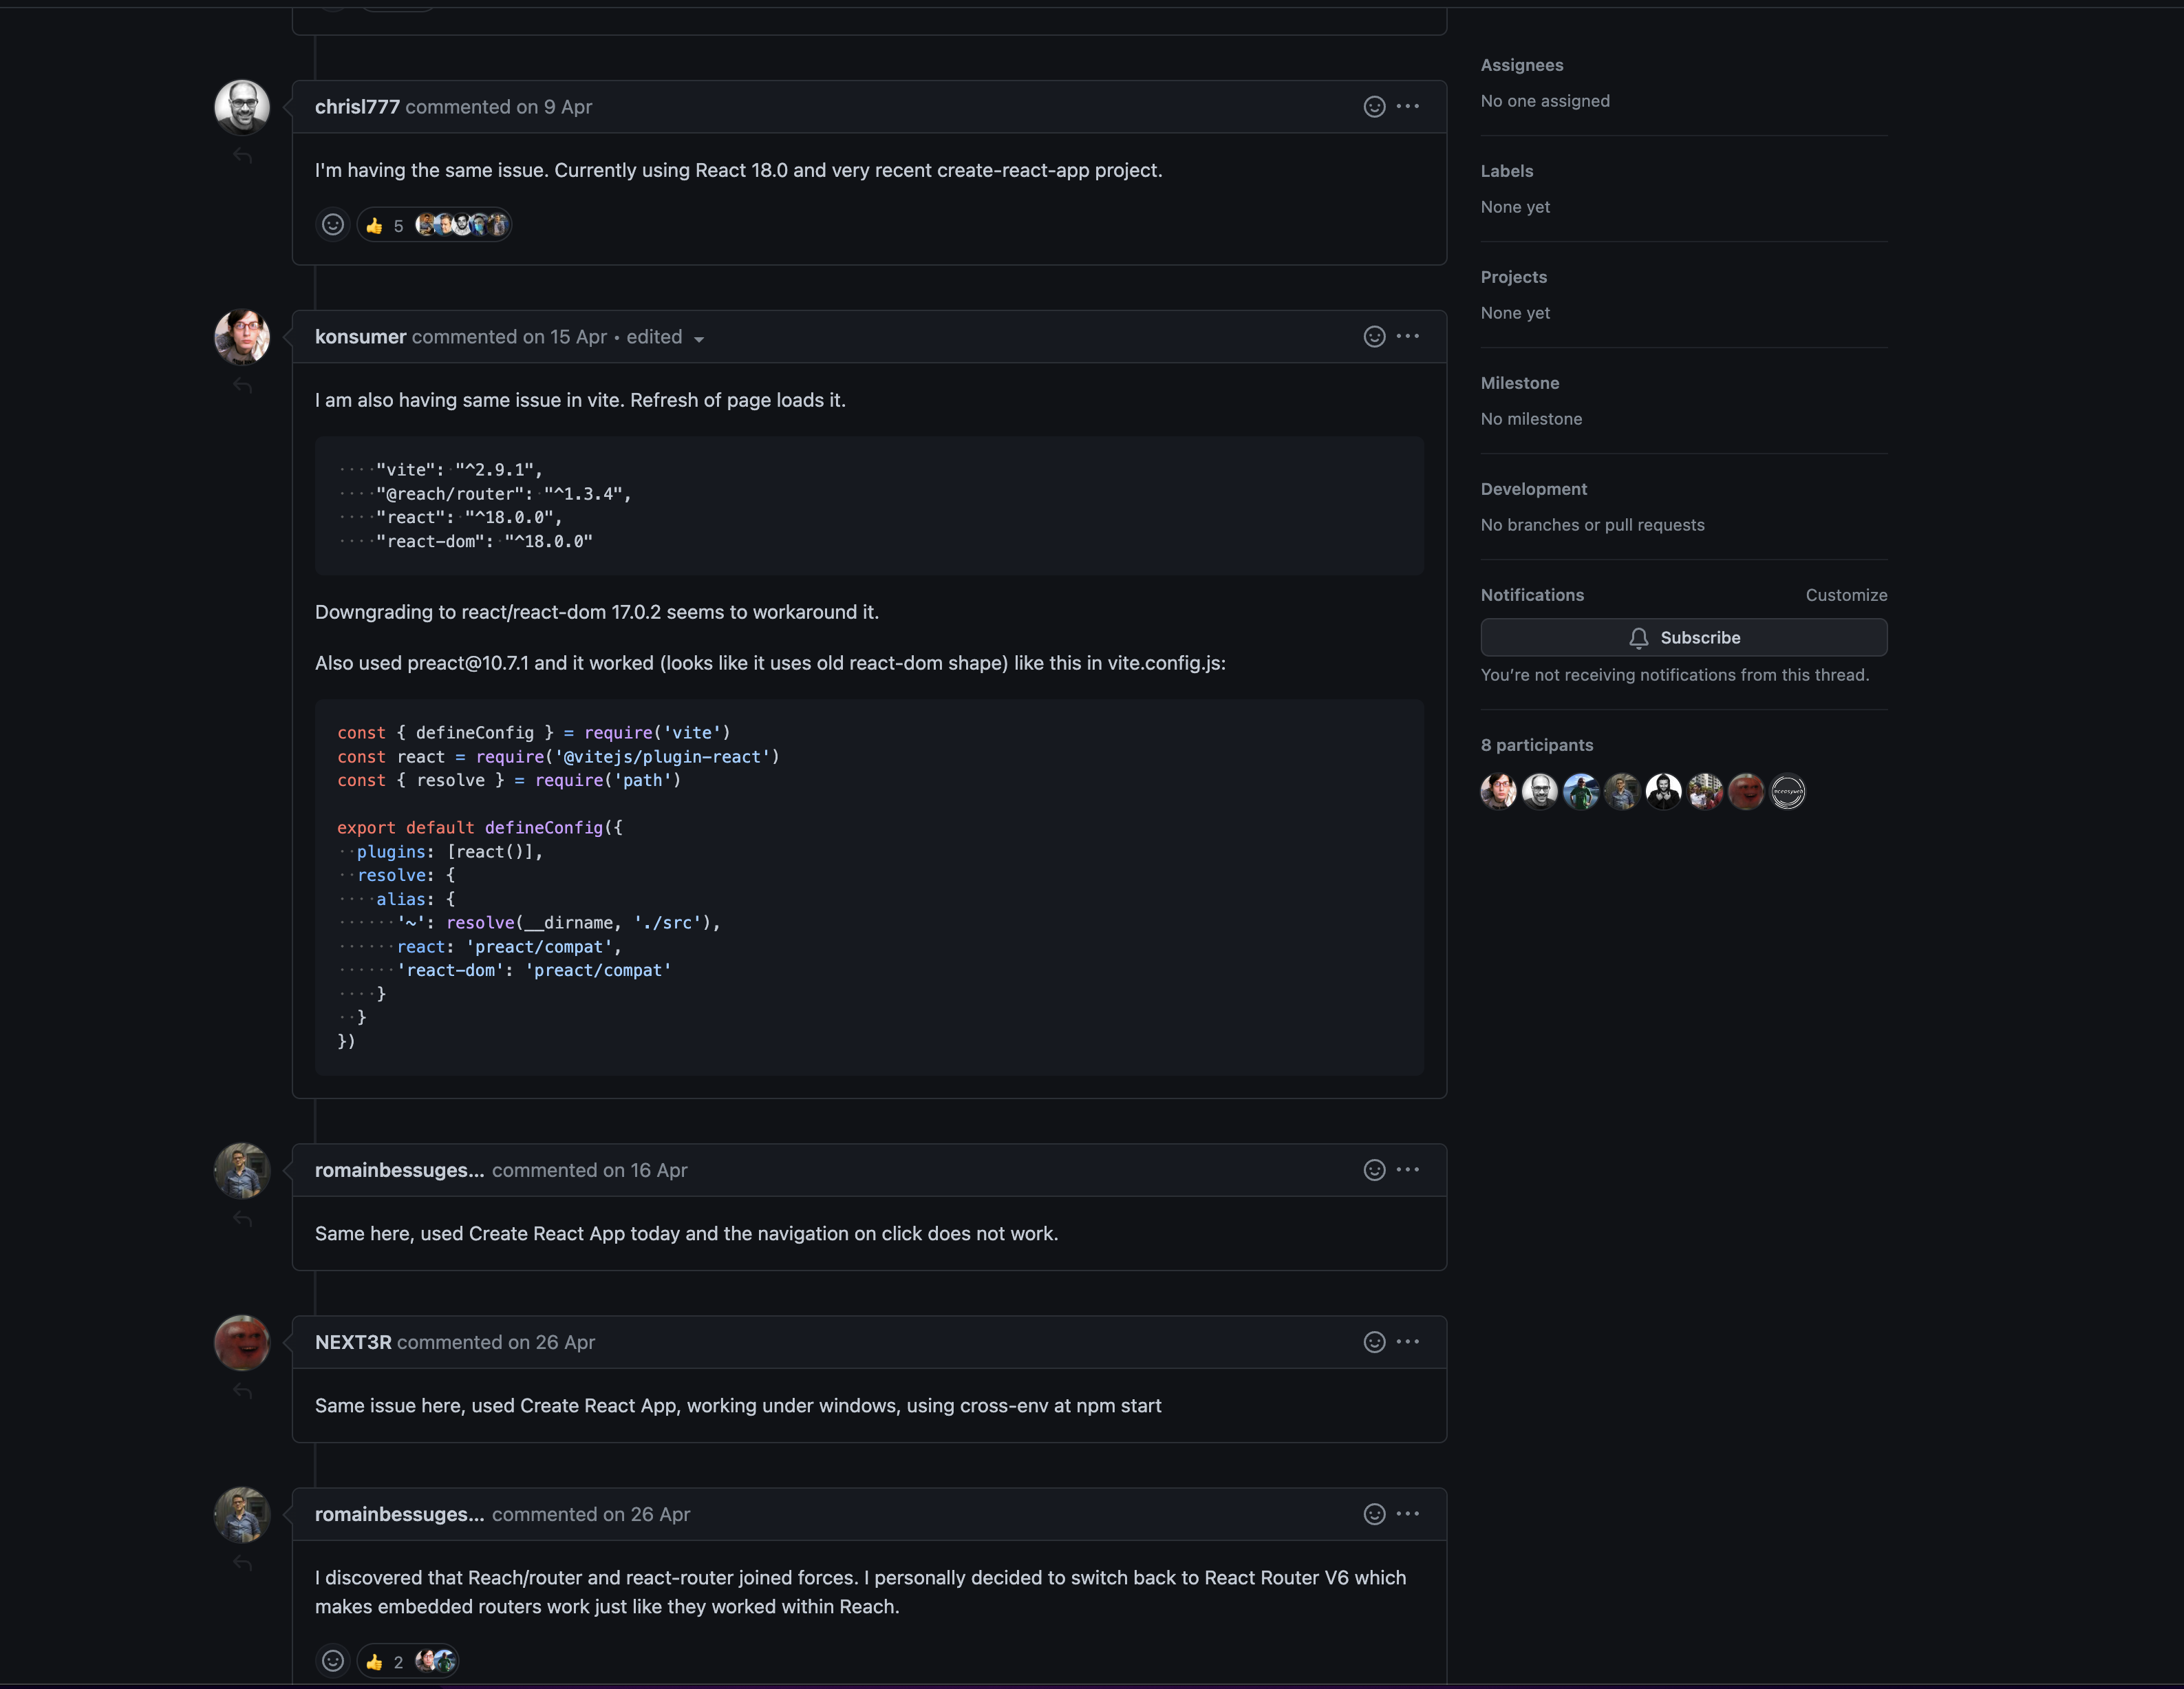 chrisl777 commented on 9 Apr
I'm having the same issue. Currently using React 18.0 and very recent create-react-app project.
👍 5
konsumer commented on 15 Apr • edited
I am also having same issue in vite. Refresh of page loads it.
····"vite":·"^2.9.1",
····"@reach/router":·"^1.3.4",
····"react":·"^18.0.0",
····"react-dom":·"^18.0.0"
Downgrading to react/react-dom 17.0.2 seems to workaround it.
Also used preact@10.7.1 and it worked (looks like it uses old react-dom shape) like this in vite.config.js:
const { defineConfig } = require('vite')
const react = require('@vitejs/plugin-react')
const { resolve } = require('path')
export default defineConfig({
··plugins: [react()],
··resolve: {
····alias: {
······'~': resolve(__dirname, './src'),
······react: 'preact/compat',
······'react-dom': 'preact/compat'
····}
··}
})
romainbessuges... commented on 16 Apr
Same here, used Create React App today and the navigation on click does not work.
NEXT3R commented on 26 Apr
Same issue here, used Create React App, working under windows, using cross-env at npm start
romainbessuges... commented on 26 Apr
I discovered that Reach/router and react-router joined forces. I personally decided to switch back to React Router V6 which
makes embedded routers work just like they worked within Reach.
👍 2
Assignees
No one assigned
Labels
None yet
Projects
None yet
Milestone
No milestone
Development
No branches or pull requests
Notifications Customize
Subscribe
You’re not receiving notifications from this thread.
8 participants